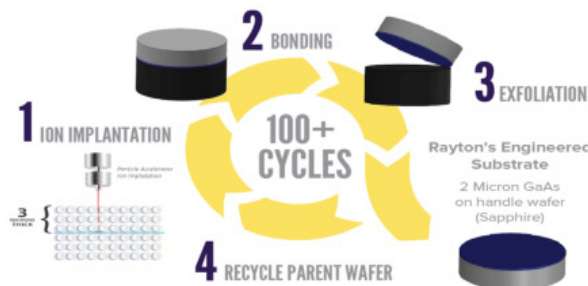 2 BONDING
3 EXFOLIATION
1 ION IMPLANTATION
Particle Accelerator
Ion Implantation
3
THICK
100+
CYCLES
Rayton's Engineered
Substrate
2 Micron GaAs
on handle wafer
(Sapphire)
4 RECYCLE PARENT WAFER